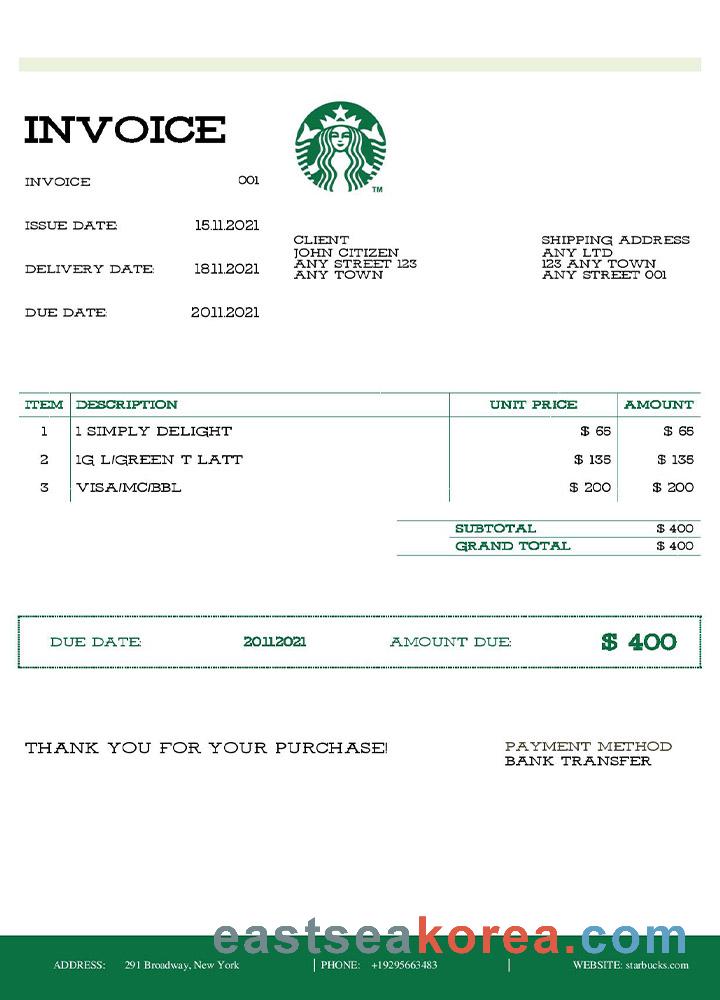 INVOICE
INVOICE 001
ISSUE DATE: 15.11.2021
DELIVERY DATE: 18.11.2021
DUE DATE: 20.11.2021
TM
CLIENT
JOHN CITIZEN
ANY STREET 123
ANY TOWN
SHIPPING ADDRESS
ANY LTD
123 ANY TOWN
ANY STREET 001
ITEM DESCRIPTION UNIT PRICE AMOUNT
1 1 SIMPLY DELIGHT $ 65 $ 65
2 1G L/GREEN T LATT $ 135 $ 135
3 VISA/MC/BBL $ 200 $ 200
SUBTOTAL $ 400
GRAND TOTAL $ 400
DUE DATE: 20.11.2021 AMOUNT DUE: $ 400
THANK YOU FOR YOUR PURCHASE!
PAYMENT METHOD
BANK TRANSFER
eastseakorea.com
ADDRESS: 291 Broadway, New York PHONE: +19295663483 WEBSITE: starbucks.com